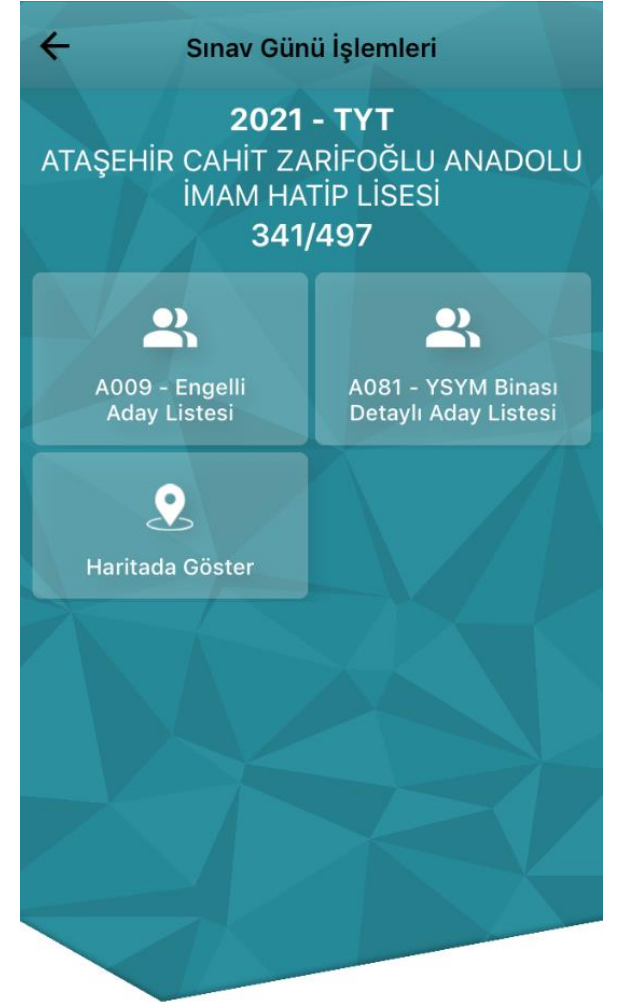 Sınav Günü İşlemleri
2021 - TYT
ATAŞEHİR CAHİT ZARİFOĞLU ANADOLU
İMAM HATİP LİSESİ
341/497
A009 - Engelli
Aday Listesi
A081 - YSYM Binası
Detaylı Aday Listesi
Haritada Göster